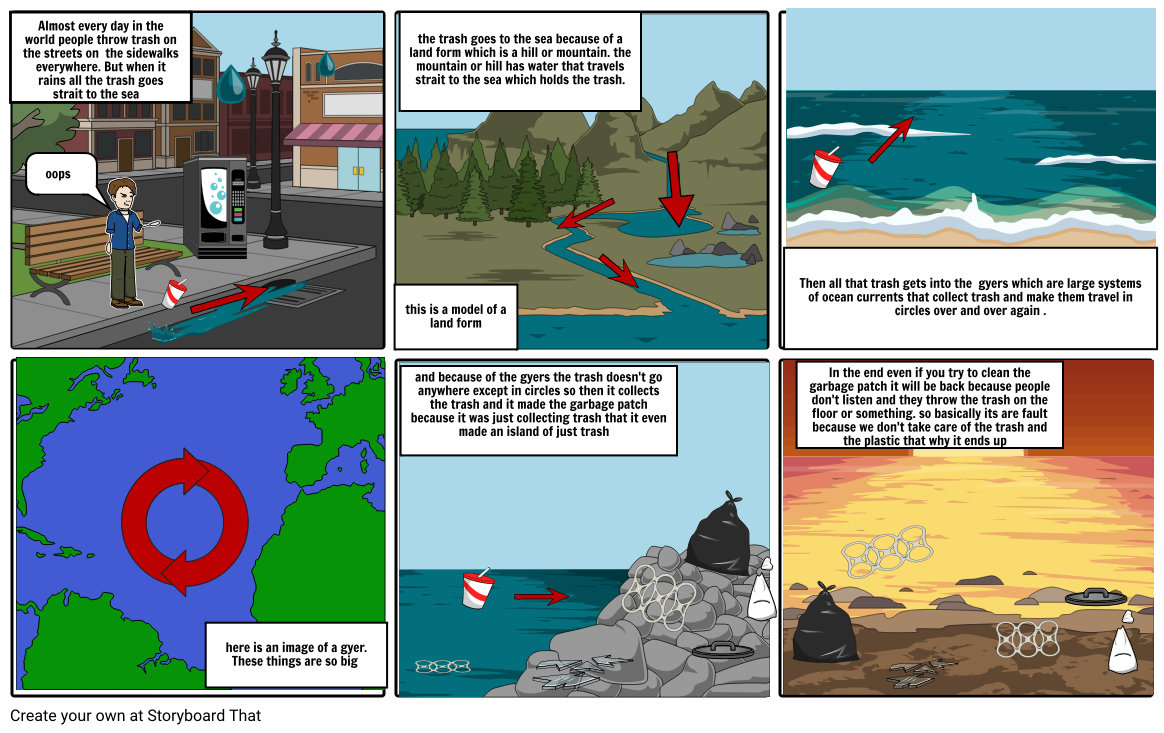 Almost every day in the
world people throw trash on
the streets on  the sidewalks
everywhere. But when it
rains all the trash goes
strait to the sea
oops
the trash goes to the sea because of a
land form which is a hill or mountain. the
mountain or hill has water that travels
strait to the sea which holds the trash.
this is a model of a
land form
Then all that trash gets into the  gyers which are large systems
of ocean currents that collect trash and make them travel in
circles over and over again .
here is an image of a gyer.
These things are so big
and because of the gyers the trash doesn't go
anywhere except in circles so then it collects
the trash and it made the garbage patch
because it was just collecting trash that it even
made an island of just trash
In the end even if you try to clean the
garbage patch it will be back because people
don't listen and they throw the trash on the
floor or something. so basically its are fault
because we don't take care of the trash and
the plastic that why it ends up
Create your own at Storyboard That